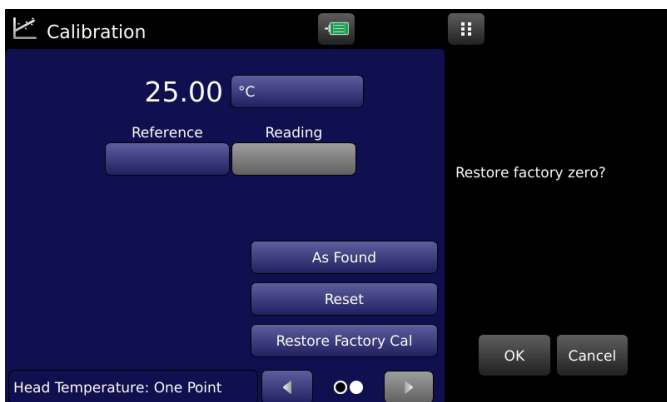 Calibration
25.00 °C
Reference Reading
Restore factory zero?
As Found
Reset
Restore Factory Cal
OK Cancel
Head Temperature: One Point